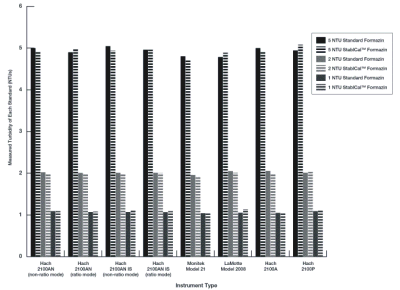 6
5
4
3
2
1
0
Measured Turbidity of Each Standard (NTUs)
5 NTU Standard Formazin
5 NTU StablCal™ Formazin
2 NTU Standard Formazin
2 NTU StablCal™ Formazin
1 NTU Standard Formazin
1 NTU StablCal™ Formazin
Hach
2100AN
(non-ratio mode)
Hach
2100AN
(ratio mode)
Hach
2100AN IS
(non-ratio mode)
Hach
2100AN IS
(ratio mode)
Monitek
Model 21
LaMotte
Model 2008
Hach
2100A
Hach
2100P
Instrument Type